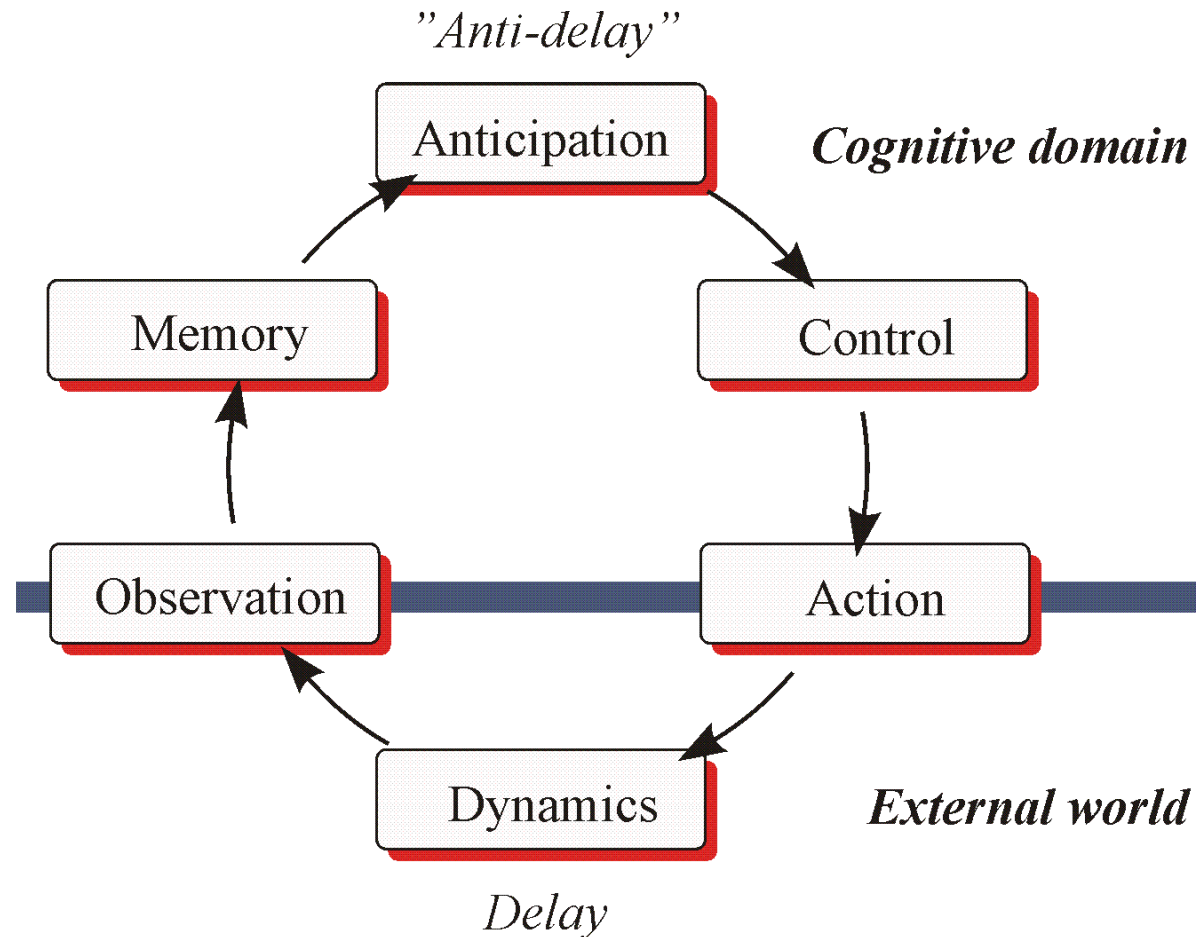 ”Anti-delay”
Anticipation
Cognitive domain
Memory
Control
Observation
Action
Dynamics
External world
Delay